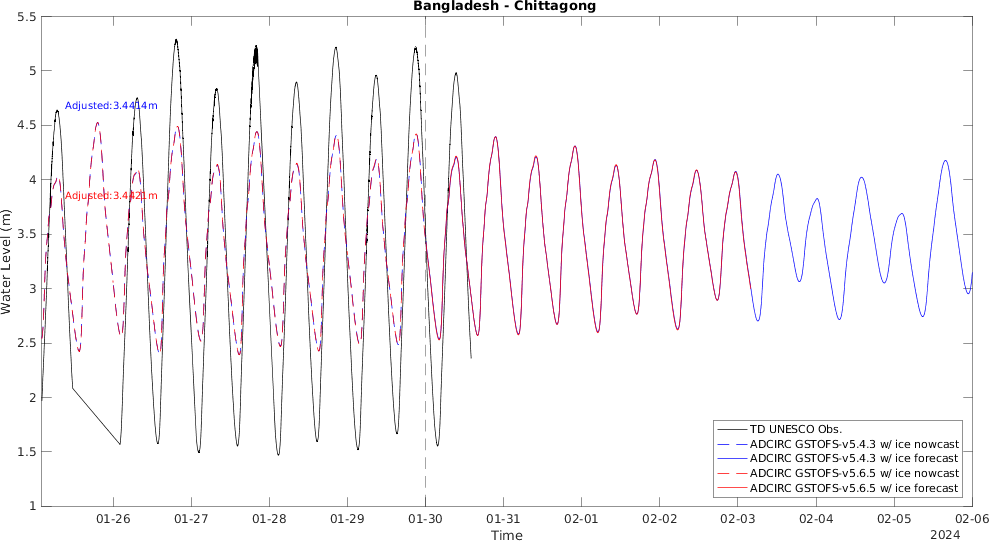 Bangladesh - Chittagong
5.5
5
4.5
4
3.5
3
2.5
2
1.5
1
Water Level (m)
Adjusted:3.4414m
Adjusted:3.4421m
TD UNESCO Obs.
ADCIRC GSTOFS-v5.4.3 w/ ice nowcast
ADCIRC GSTOFS-v5.4.3 w/ ice forecast
ADCIRC GSTOFS-v5.6.5 w/ ice nowcast
ADCIRC GSTOFS-v5.6.5 w/ ice forecast
01-26 01-27 01-28 01-29 01-30 01-31 02-01 02-02 02-03 02-04 02-05 02-06
Time
2024